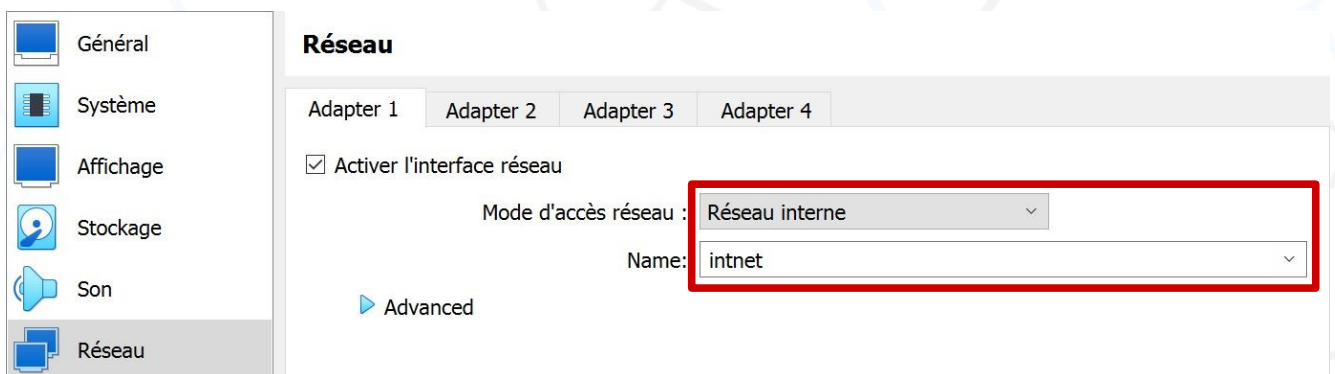 Général
Système
Affichage
Stockage
Son
Réseau
Réseau
Adapter 1 Adapter 2 Adapter 3 Adapter 4
Activer l'interface réseau
Mode d'accès réseau : Réseau interne
Name: intnet
Advanced